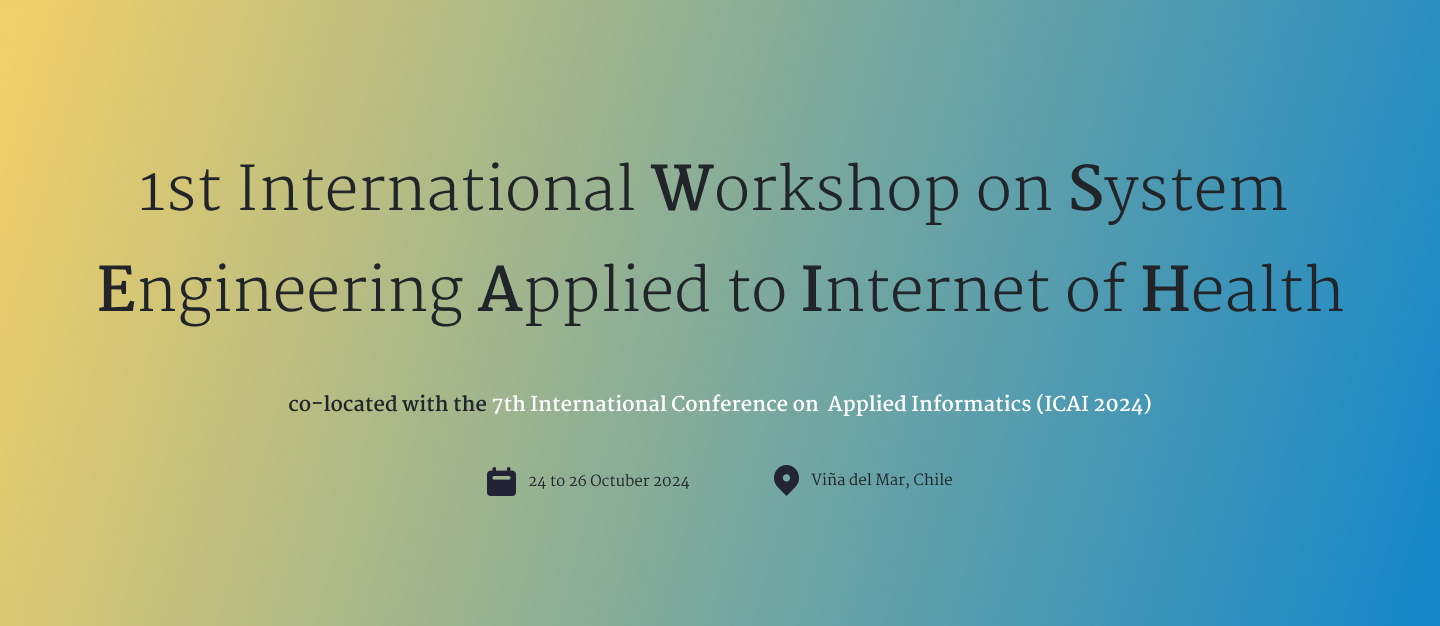 1st International Workshop on System
Engineering Applied to Internet of Health
co-located with the 7th International Conference on Applied Informatics (ICAI 2024)
24 to 26 Octuber 2024
Viña del Mar, Chile